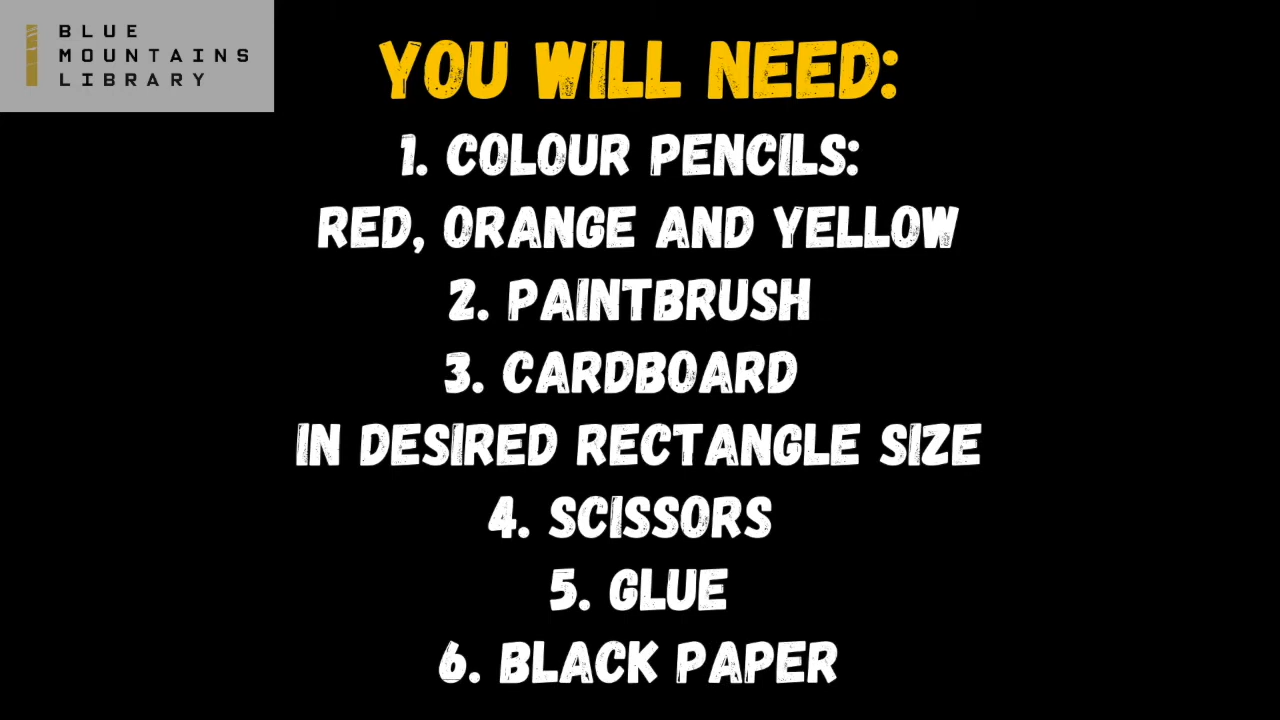 BLUE
MOUNTAINS
LIBRARY
YOU WILL NEED:
1. COLOUR PENCILS:
RED, ORANGE AND YELLOW
2. PAINTBRUSH
3. CARDBOARD
IN DESIRED RECTANGLE SIZE
4. SCISSORS
5. GLUE
6. BLACK PAPER